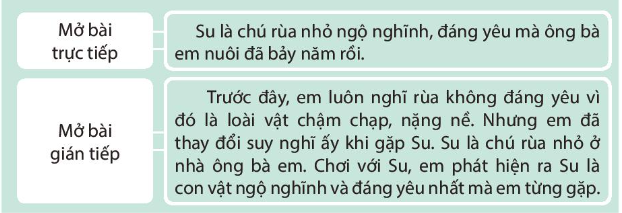 Mở bài
trực tiếp
Su là chú rùa nhỏ ngộ nghĩnh, đáng yêu mà ông bà
em nuôi đã bảy năm rồi.
Mở bài
gián tiếp
Trước đây, em luôn nghĩ rùa không đáng yêu vì
đó là loài vật chậm chạp, nặng nề. Nhưng em đã
thay đổi suy nghĩ ấy khi gặp Su. Su là chú rùa nhỏ ở
nhà ông bà em. Chơi với Su, em phát hiện ra Su là
con vật ngộ nghĩnh và đáng yêu nhất mà em từng gặp.